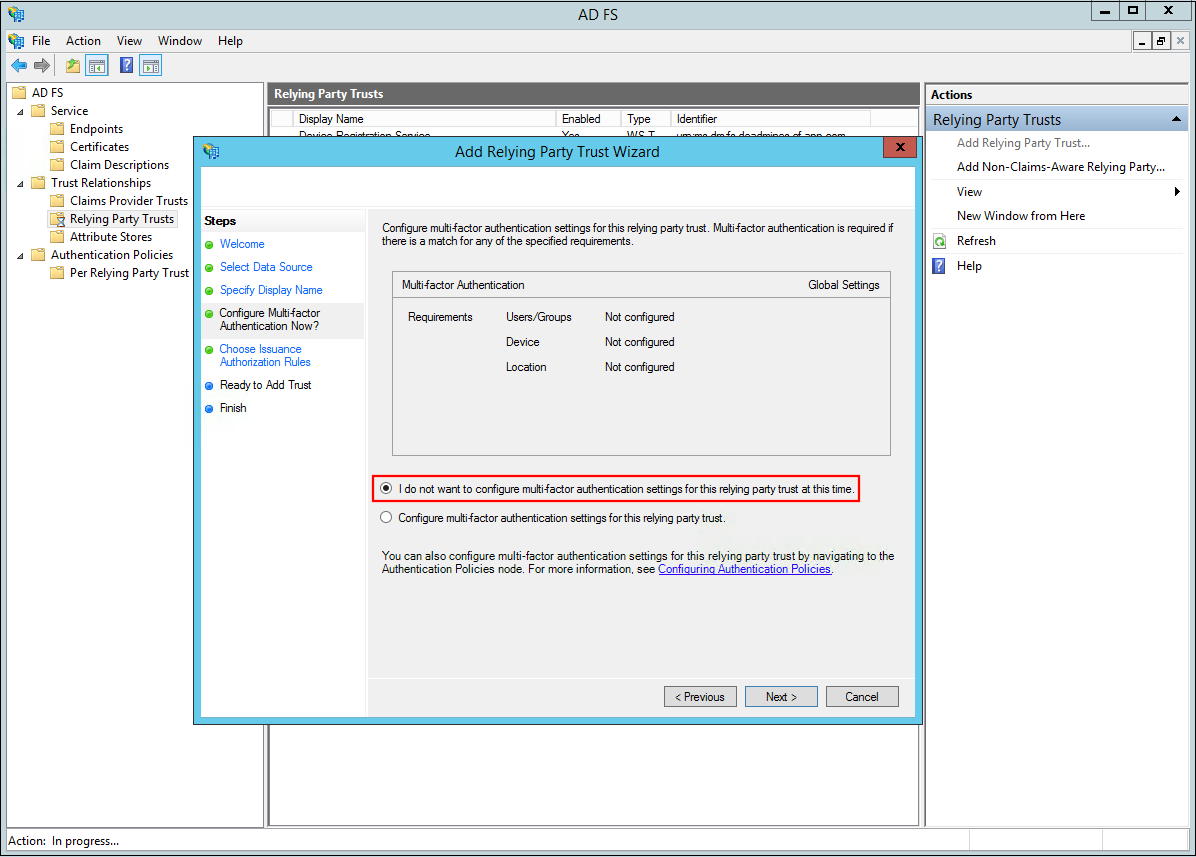 AD FS
File Action View Window Help
AD FS
Service
Endpoints
Certificates
Claim Descriptions
Trust Relationships
Claims Provider Trusts
Relying Party Trusts
Attribute Stores
Authentication Policies
Per Relying Party Trust
Relying Party Trusts
Display Name Enabled Type Identifier
Device Registration Service Yes WS-T
Add Relying Party Trust Wizard
Steps
Welcome
Select Data Source
Specify Display Name
Configure Multi-factor
Authentication Now?
Choose Issuance
Authorization Rules
Ready to Add Trust
Finish
Configure multi-factor authentication settings for this relying party trust. Multi-factor authentication is required if
there is a match for any of the specified requirements.
Multi-factor Authentication Global Settings
Requirements Users/Groups Not configured
Device Not configured
Location Not configured
I do not want to configure multi-factor authentication settings for this relying party trust at this time.
Configure multi-factor authentication settings for this relying party trust.
You can also configure multi-factor authentication settings for this relying party trust by navigating to the
Authentication Policies node. For more information, see Configuring Authentication Policies.
< Previous Next > Cancel
Actions
Relying Party Trusts
Add Relying Party Trust...
Add Non-Claims-Aware Relying Party...
View
New Window from Here
Refresh
Help
Action: In progress...